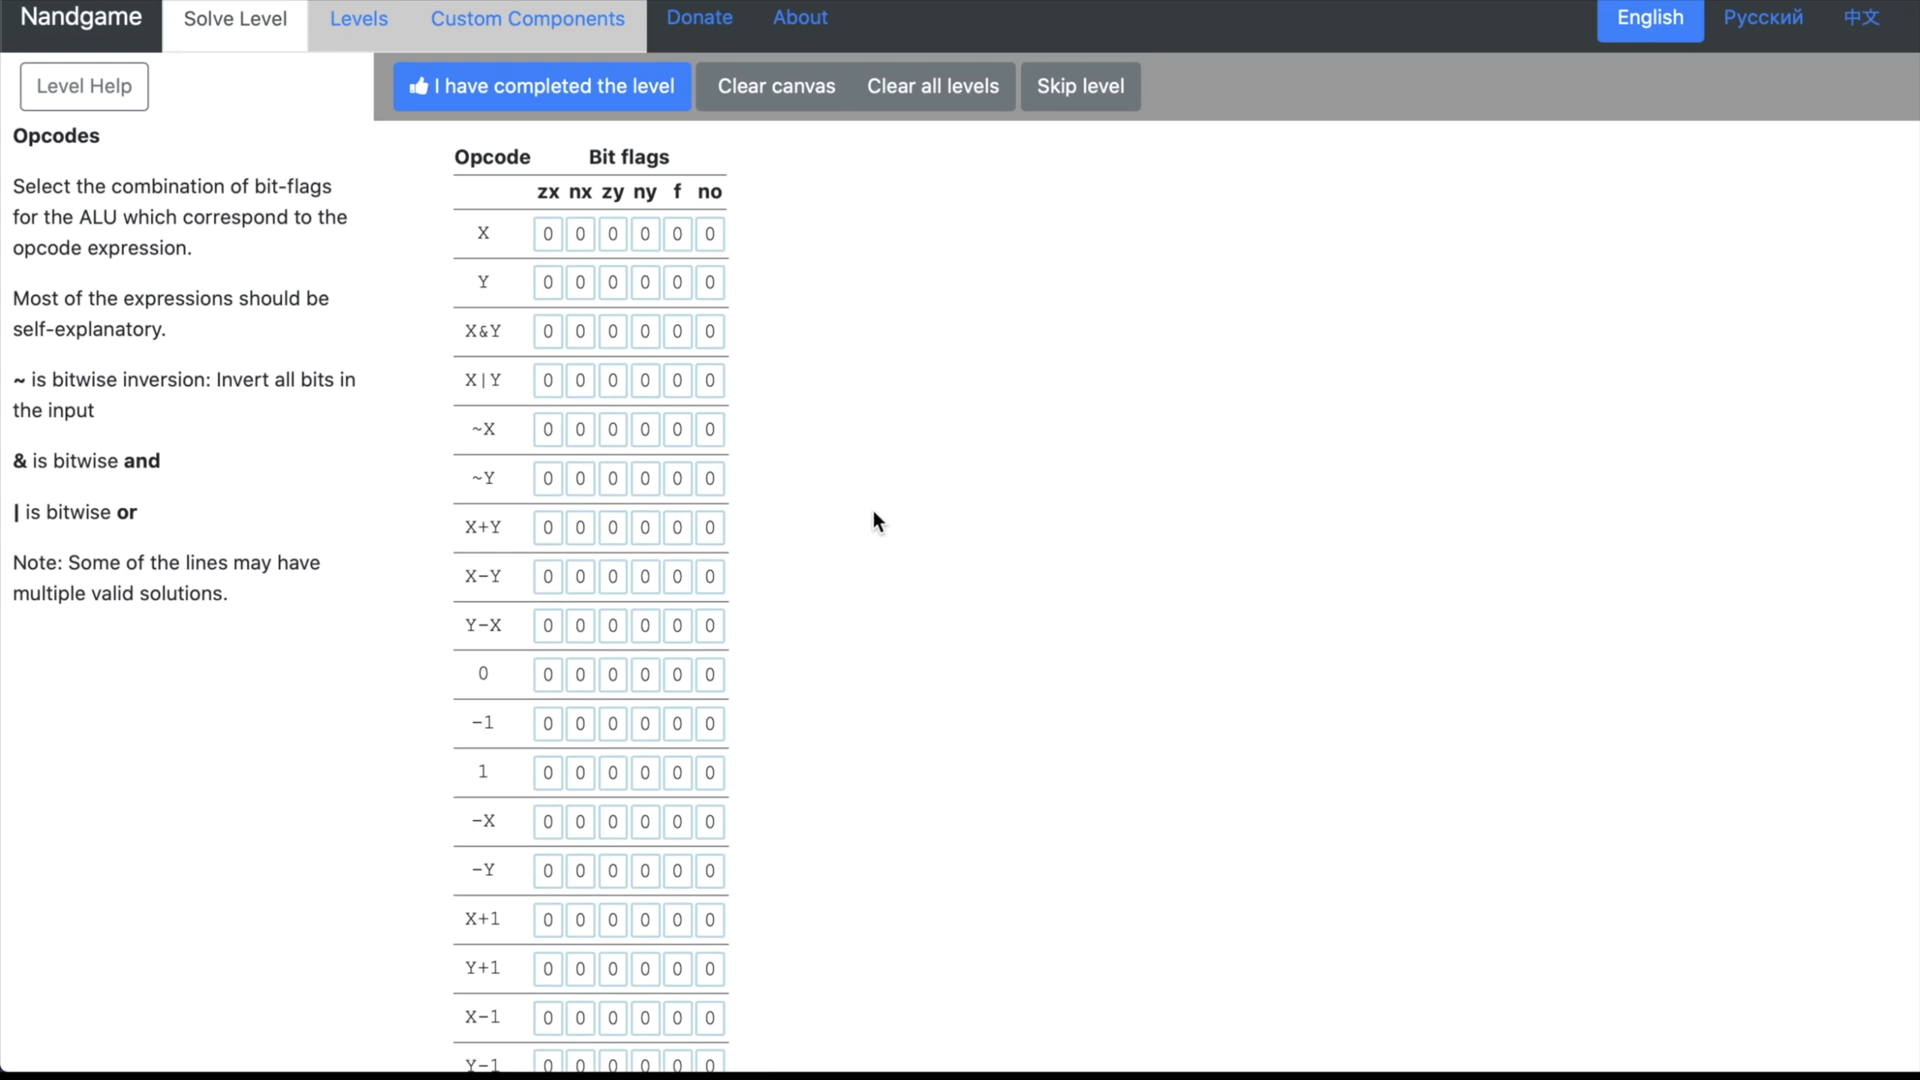 Nandgame Solve Level Levels Custom Components Donate About English Русский 中文
Level Help I have completed the level Clear canvas Clear all levels Skip level
Opcodes
Select the combination of bit-flags
for the ALU which correspond to the
opcode expression.
Most of the expressions should be
self-explanatory.
~ is bitwise inversion: Invert all bits in
the input
& is bitwise and
| is bitwise or
Note: Some of the lines may have
multiple valid solutions.
Opcode Bit flags
zx nx zy ny f no
X 0 0 0 0 0 0
Y 0 0 0 0 0 0
X&Y 0 0 0 0 0 0
X|Y 0 0 0 0 0 0
~X 0 0 0 0 0 0
~Y 0 0 0 0 0 0
X+Y 0 0 0 0 0 0
X-Y 0 0 0 0 0 0
Y-X 0 0 0 0 0 0
0 0 0 0 0 0 0
-1 0 0 0 0 0 0
1 0 0 0 0 0 0
-X 0 0 0 0 0 0
-Y 0 0 0 0 0 0
X+1 0 0 0 0 0 0
Y+1 0 0 0 0 0 0
X-1 0 0 0 0 0 0
Y-1 0 0 0 0 0 0